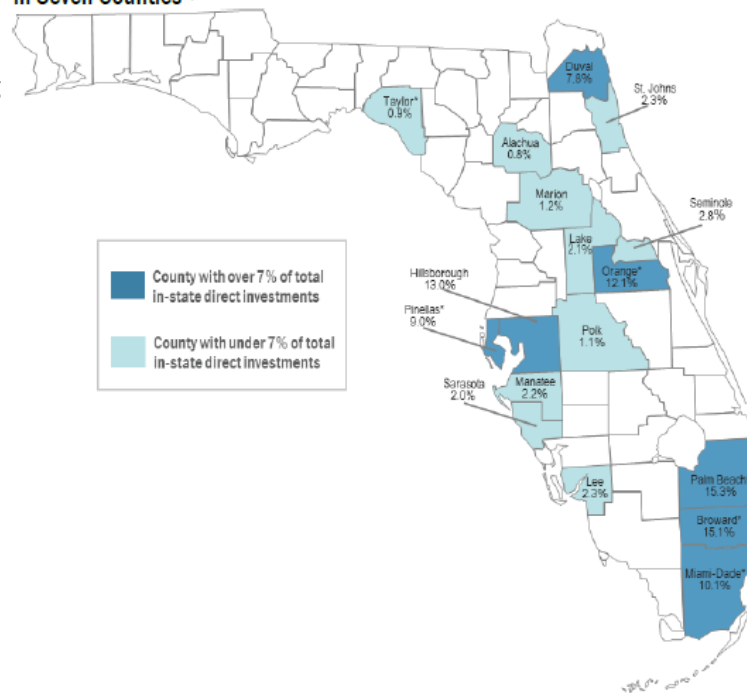 in Seven Counties
Duval
7.8%
St. Johns
2.3%
Taylor*
0.9%
Alachua
0.8%
Marion
1.2%
Seminole
2.8%
Lake
2.1%
Orange*
12.1%
Hillsborough
13.0%
Pinellas*
9.0%
County with over 7% of total
in-state direct investments
County with under 7% of total
in-state direct investments
Polk
1.1%
Sarasota
2.0%
Manatee
2.2%
Lee
2.3%
Palm Beach
15.3%
Broward*
15.1%
Miami-Dade*
10.1%